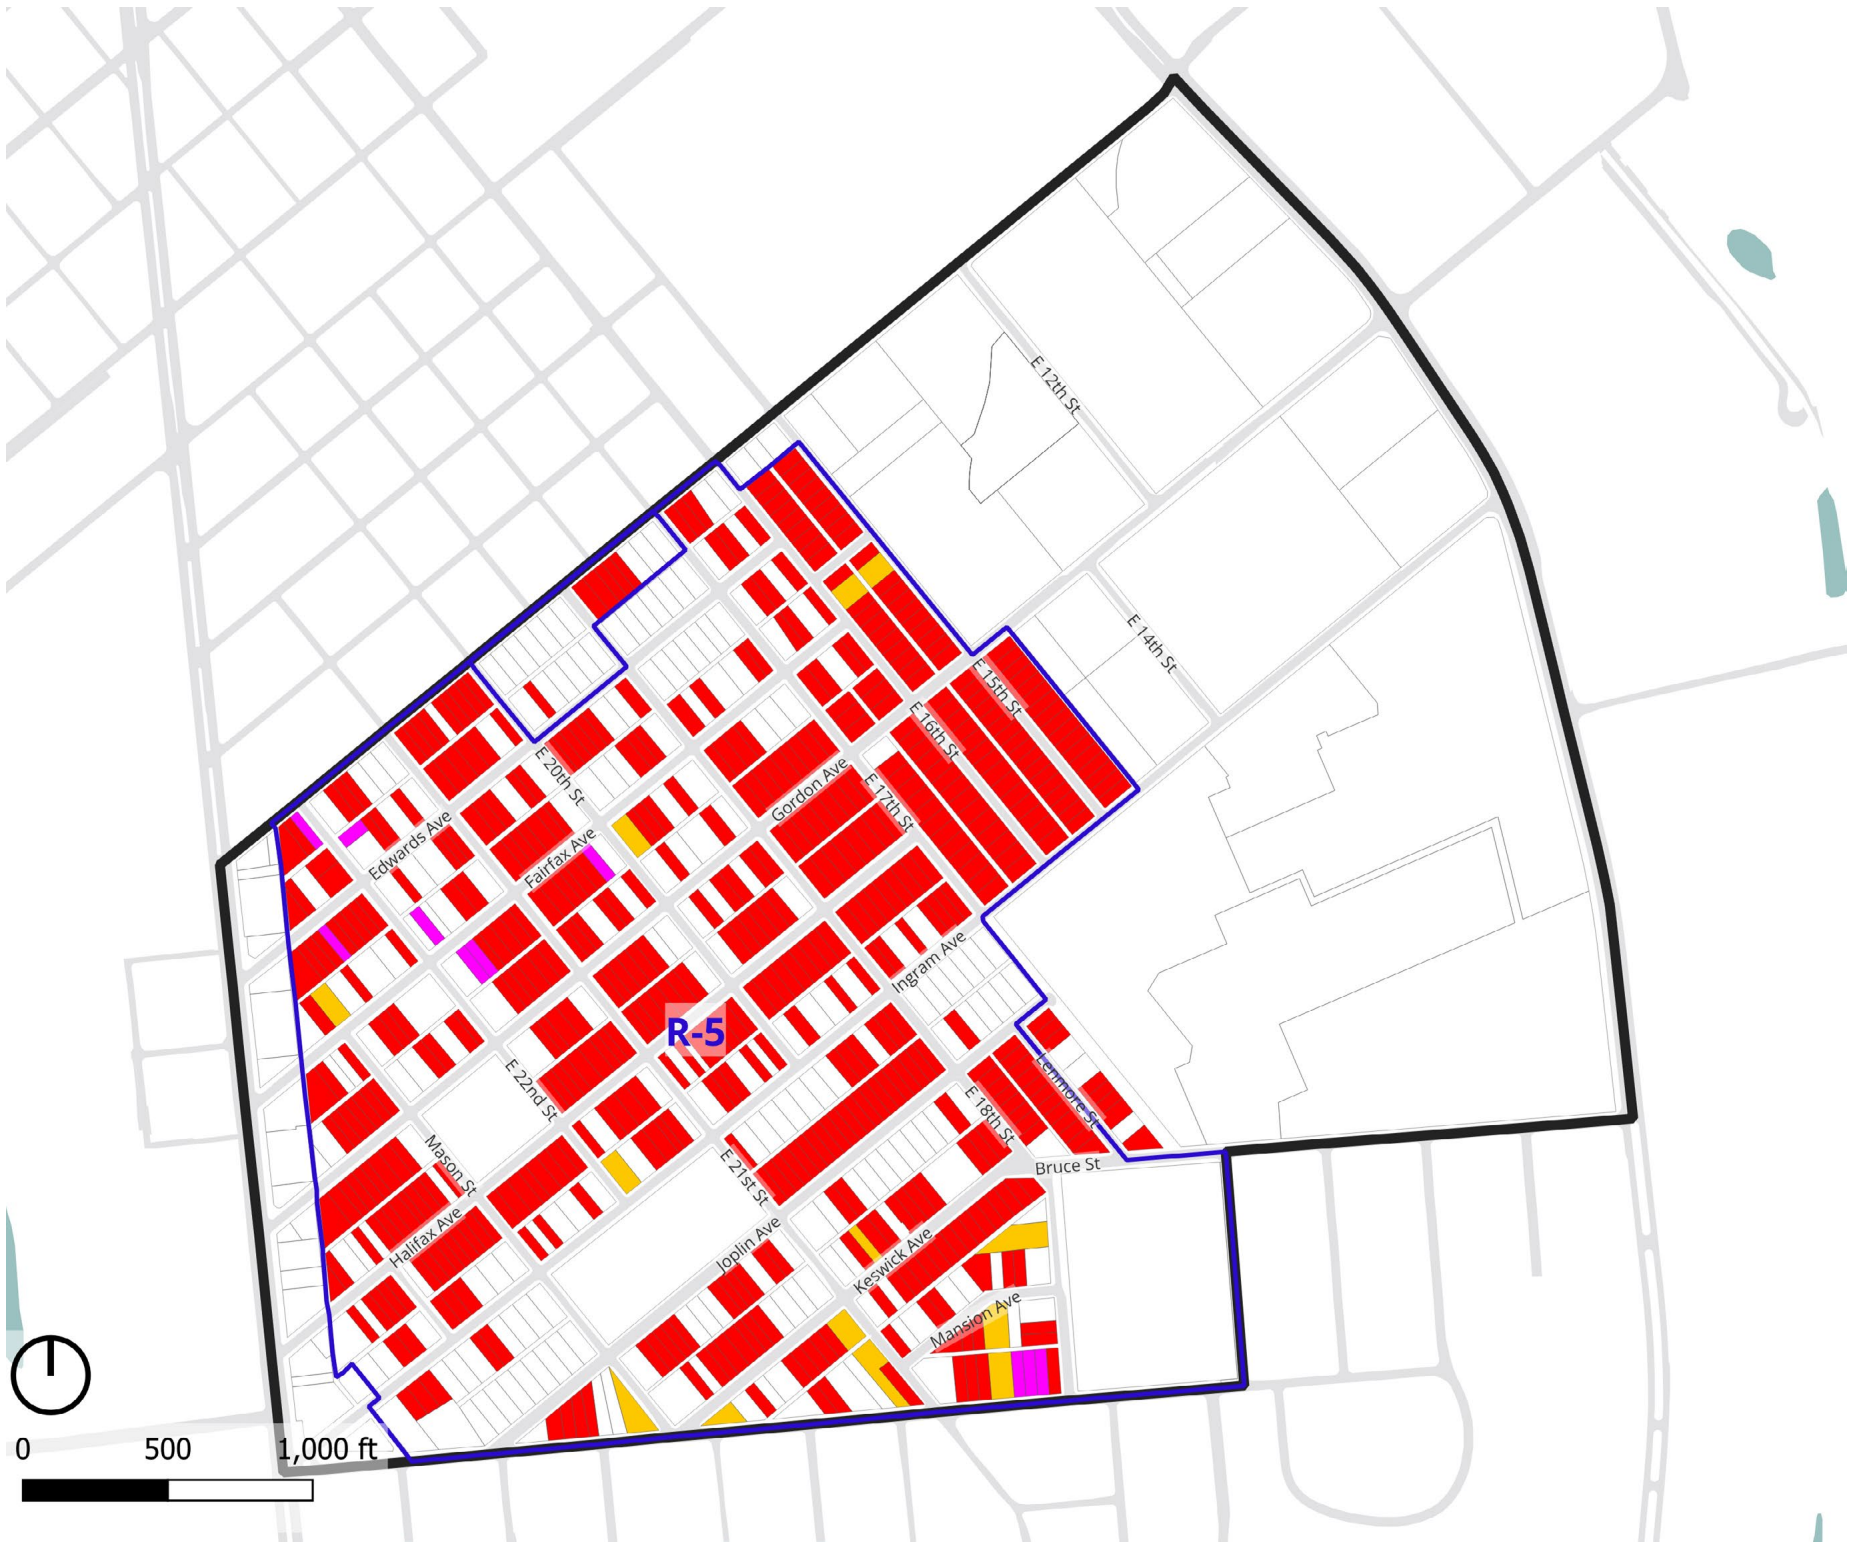 E 12th St
E 14th St
E 15th St
E 16th St
E 20th St
Gordon Ave
E 17th St
Edwards Ave
Fairfax Ave
Ingram Ave
R-5
E 22nd St
Lenmore St
E 18th St
Mason St
E 21st St
Bruce St
Halifax Ave
Joplin Ave
Keswick Ave
Mansion Ave
0 500 1,000 ft